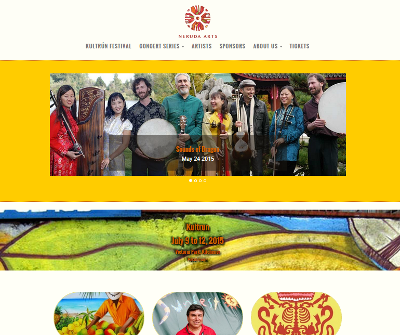 NERUDA ARTS
KULTRÚN FESTIVAL CONCERT SERIES ARTISTS SPONSORS ABOUT US TICKETS
Sounds of Dragon
May 24 2015
Kultrún
July 9 to 12, 2015